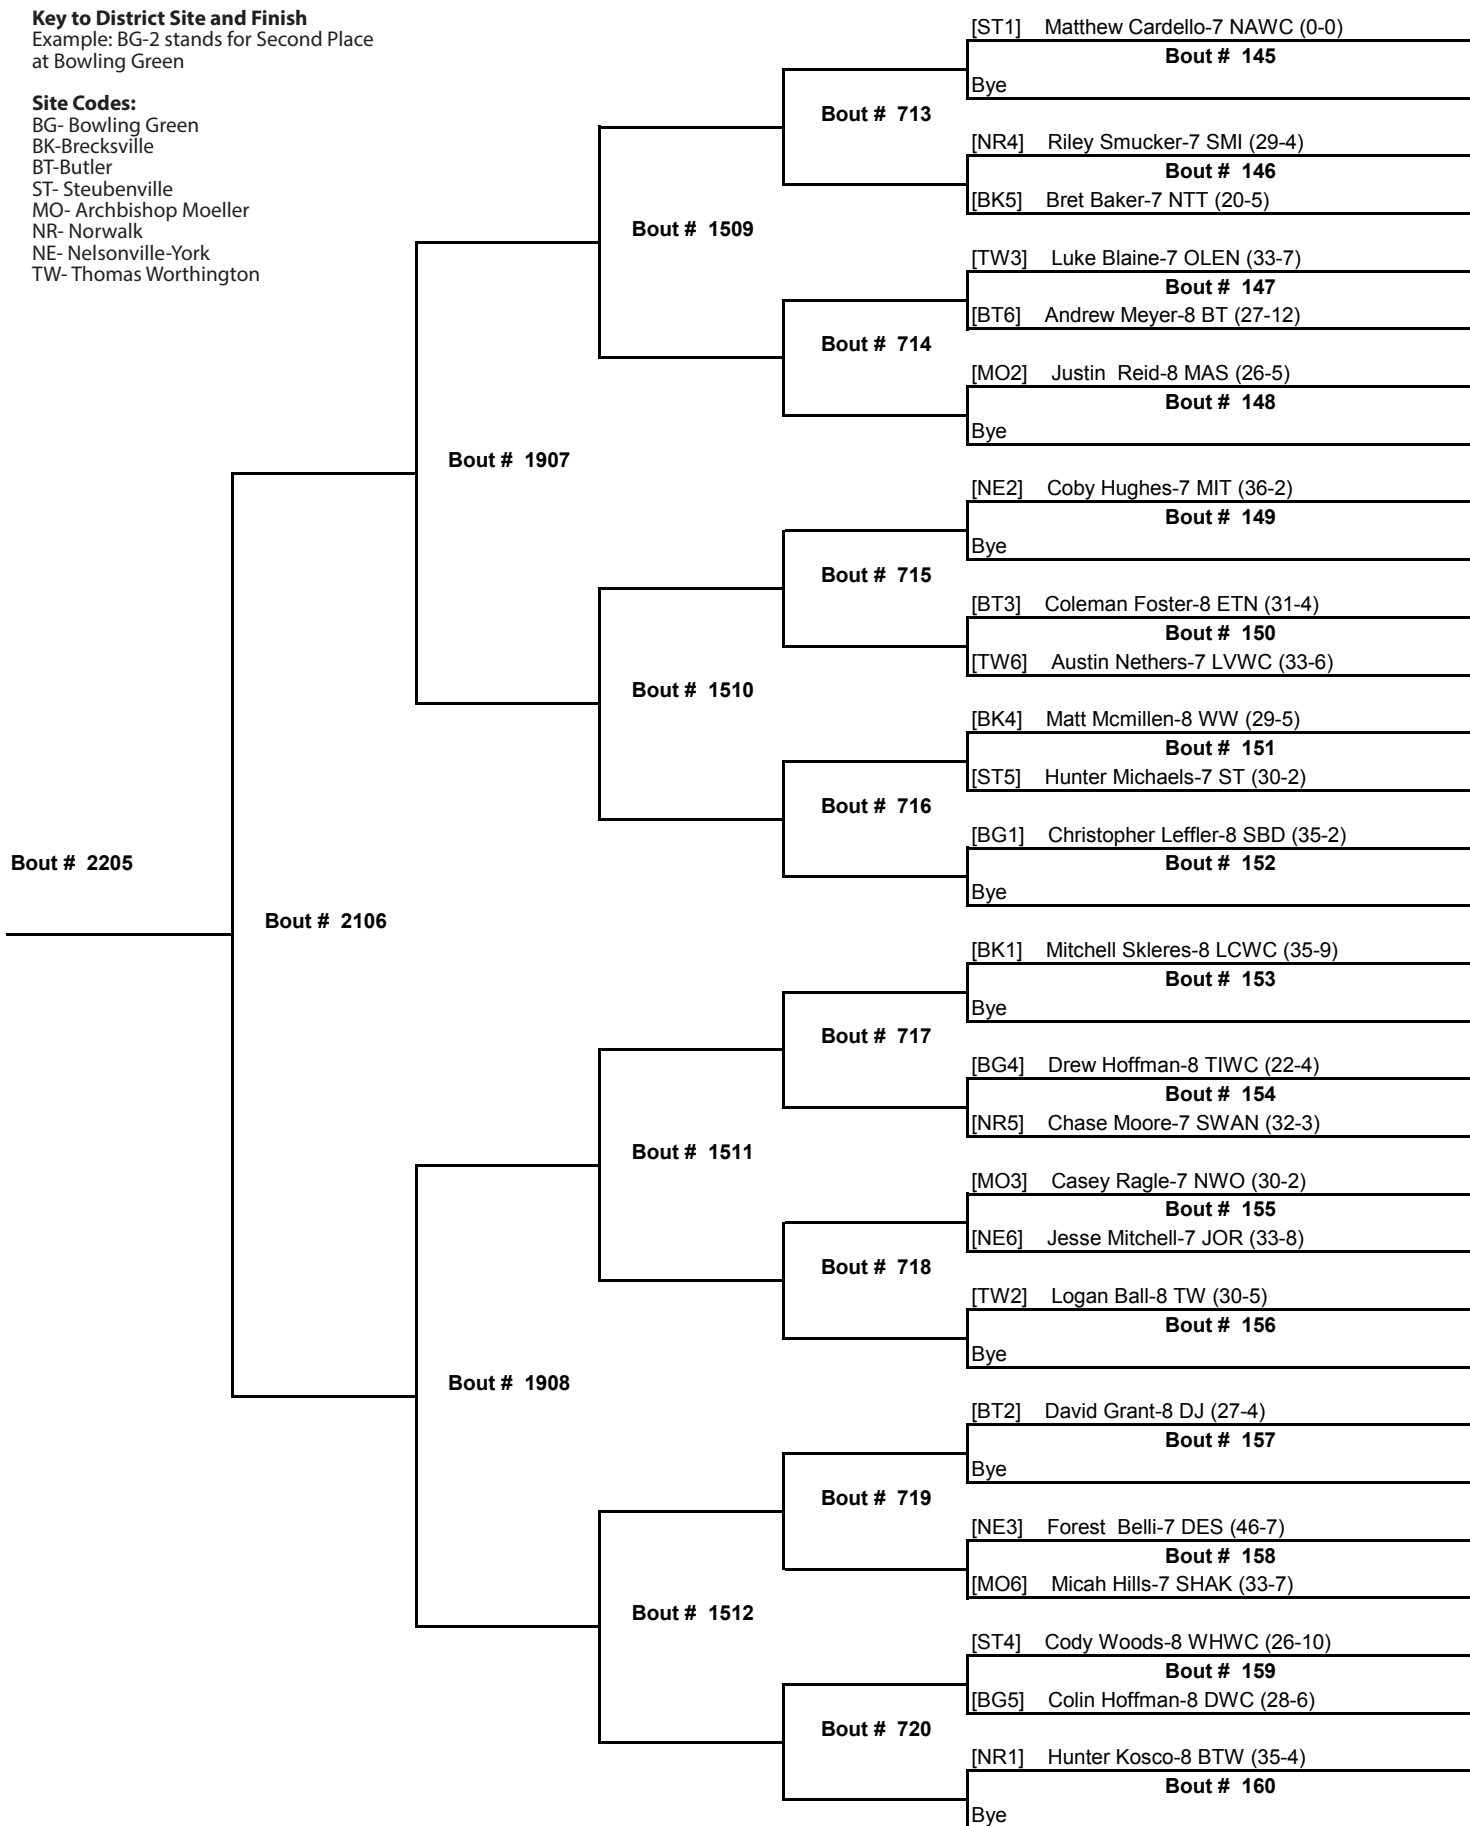 Key to District Site and Finish
Example: BG-2 stands for Second Place
at Bowling Green
Site Codes:
BG- Bowling Green
BK-Brecksville
BT-Butler
ST- Steubenville
MO- Archbishop Moeller
NR- Norwalk
NE- Nelsonville-York
TW- Thomas Worthington
[ST1] Matthew Cardello-7 NAWC (0-0)
Bout # 145
Bye
Bout # 713
[NR4] Riley Smucker-7 SMI (29-4)
Bout # 146
[BK5] Bret Baker-7 NTT (20-5)
Bout # 1509
[TW3] Luke Blaine-7 OLEN (33-7)
Bout # 147
[BT6] Andrew Meyer-8 BT (27-12)
Bout # 714
[MO2] Justin  Reid-8 MAS (26-5)
Bout # 148
Bye
Bout # 1907
[NE2] Coby Hughes-7 MIT (36-2)
Bout # 149
Bye
Bout # 715
[BT3] Coleman Foster-8 ETN (31-4)
Bout # 150
[TW6] Austin Nethers-7 LVWC (33-6)
Bout # 1510
[BK4] Matt Mcmillen-8 WW (29-5)
Bout # 151
[ST5] Hunter Michaels-7 ST (30-2)
Bout # 716
[BG1] Christopher Leffler-8 SBD (35-2)
Bout # 152
Bye
Bout # 2205
Bout # 2106
[BK1] Mitchell Skleres-8 LCWC (35-9)
Bout # 153
Bye
Bout # 717
[BG4] Drew Hoffman-8 TIWC (22-4)
Bout # 154
[NR5] Chase Moore-7 SWAN (32-3)
Bout # 1511
[MO3] Casey Ragle-7 NWO (30-2)
Bout # 155
[NE6] Jesse Mitchell-7 JOR (33-8)
Bout # 718
[TW2] Logan Ball-8 TW (30-5)
Bout # 156
Bye
Bout # 1908
[BT2] David Grant-8 DJ (27-4)
Bout # 157
Bye
Bout # 719
[NE3] Forest  Belli-7 DES (46-7)
Bout # 158
[MO6] Micah Hills-7 SHAK (33-7)
Bout # 1512
[ST4] Cody Woods-8 WHWC (26-10)
Bout # 159
[BG5] Colin Hoffman-8 DWC (28-6)
Bout # 720
[NR1] Hunter Kosco-8 BTW (35-4)
Bout # 160
Bye